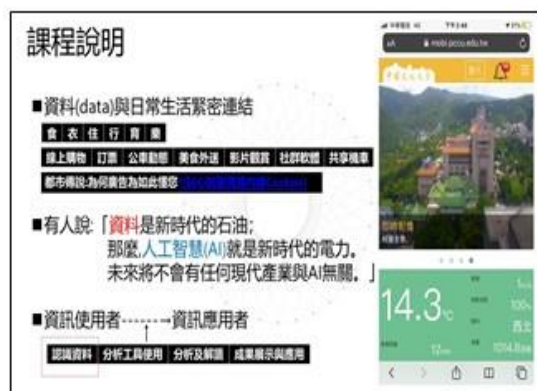 課程說明
■資料(data)與日常生活緊密連結
食 衣 住 行 育 樂
線上購物 訂票 公車動態 美食外送 影片觀賞 社群軟體 共享機車
都市傳說:為何廣告為如此懂您
■有人說:「資料是新時代的石油;
那麼,人工智慧(AI)就是新時代的電力。
未來將不會有任何現代產業與AI無關。」
■資訊使用者------→資訊應用者
認識資料 分析工具使用 分析及解讀 成果展示與應用
mobi.pccu.edu.tw
14.3
100%
西北